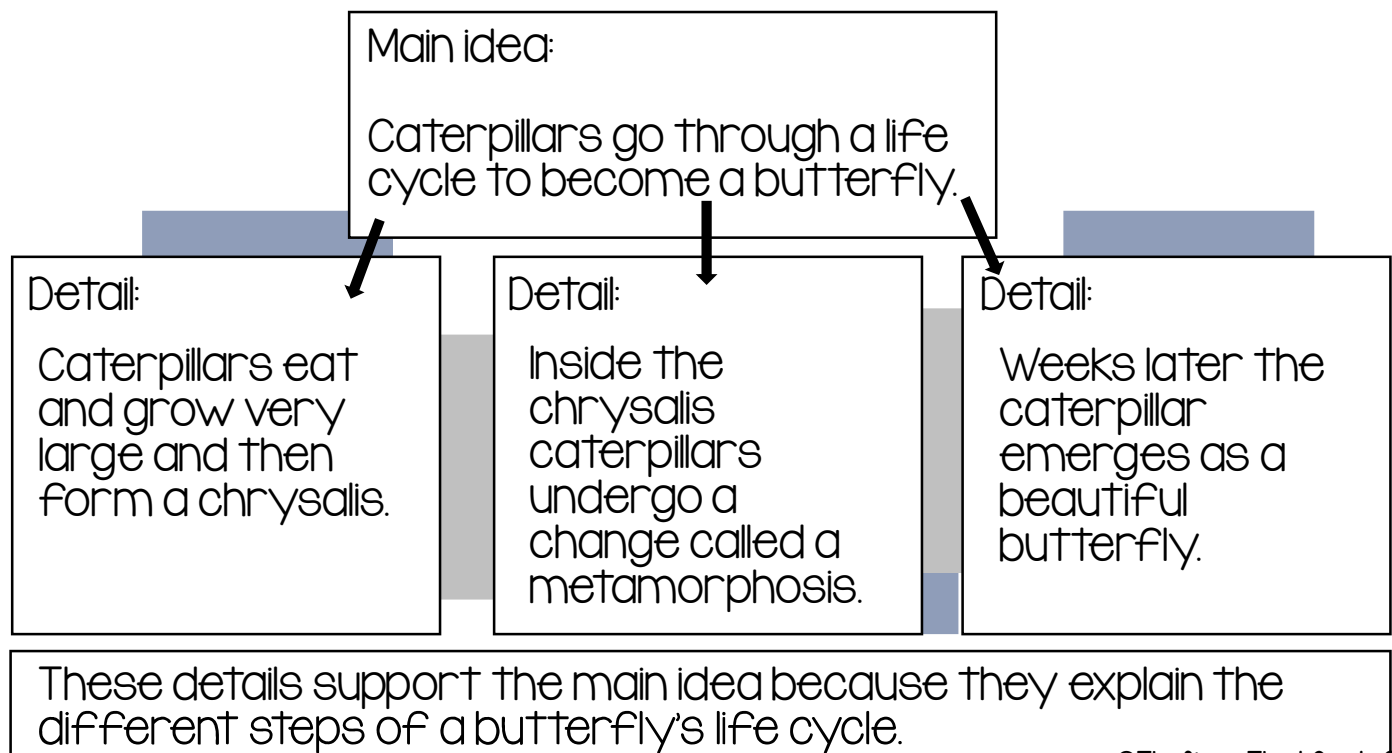 Main idea:
Caterpillars go through a life
cycle to become a butterfly.
Detail:
Caterpillars eat
and grow very
large and then
form a chrysalis.
Detail:
Inside the
chrysalis
caterpillars
undergo a
change called a
metamorphosis.
Detail:
Weeks later the
caterpillar
emerges as a
beautiful
butterfly.
These details support the main idea because they explain the
different steps of a butterfly's life cycle.